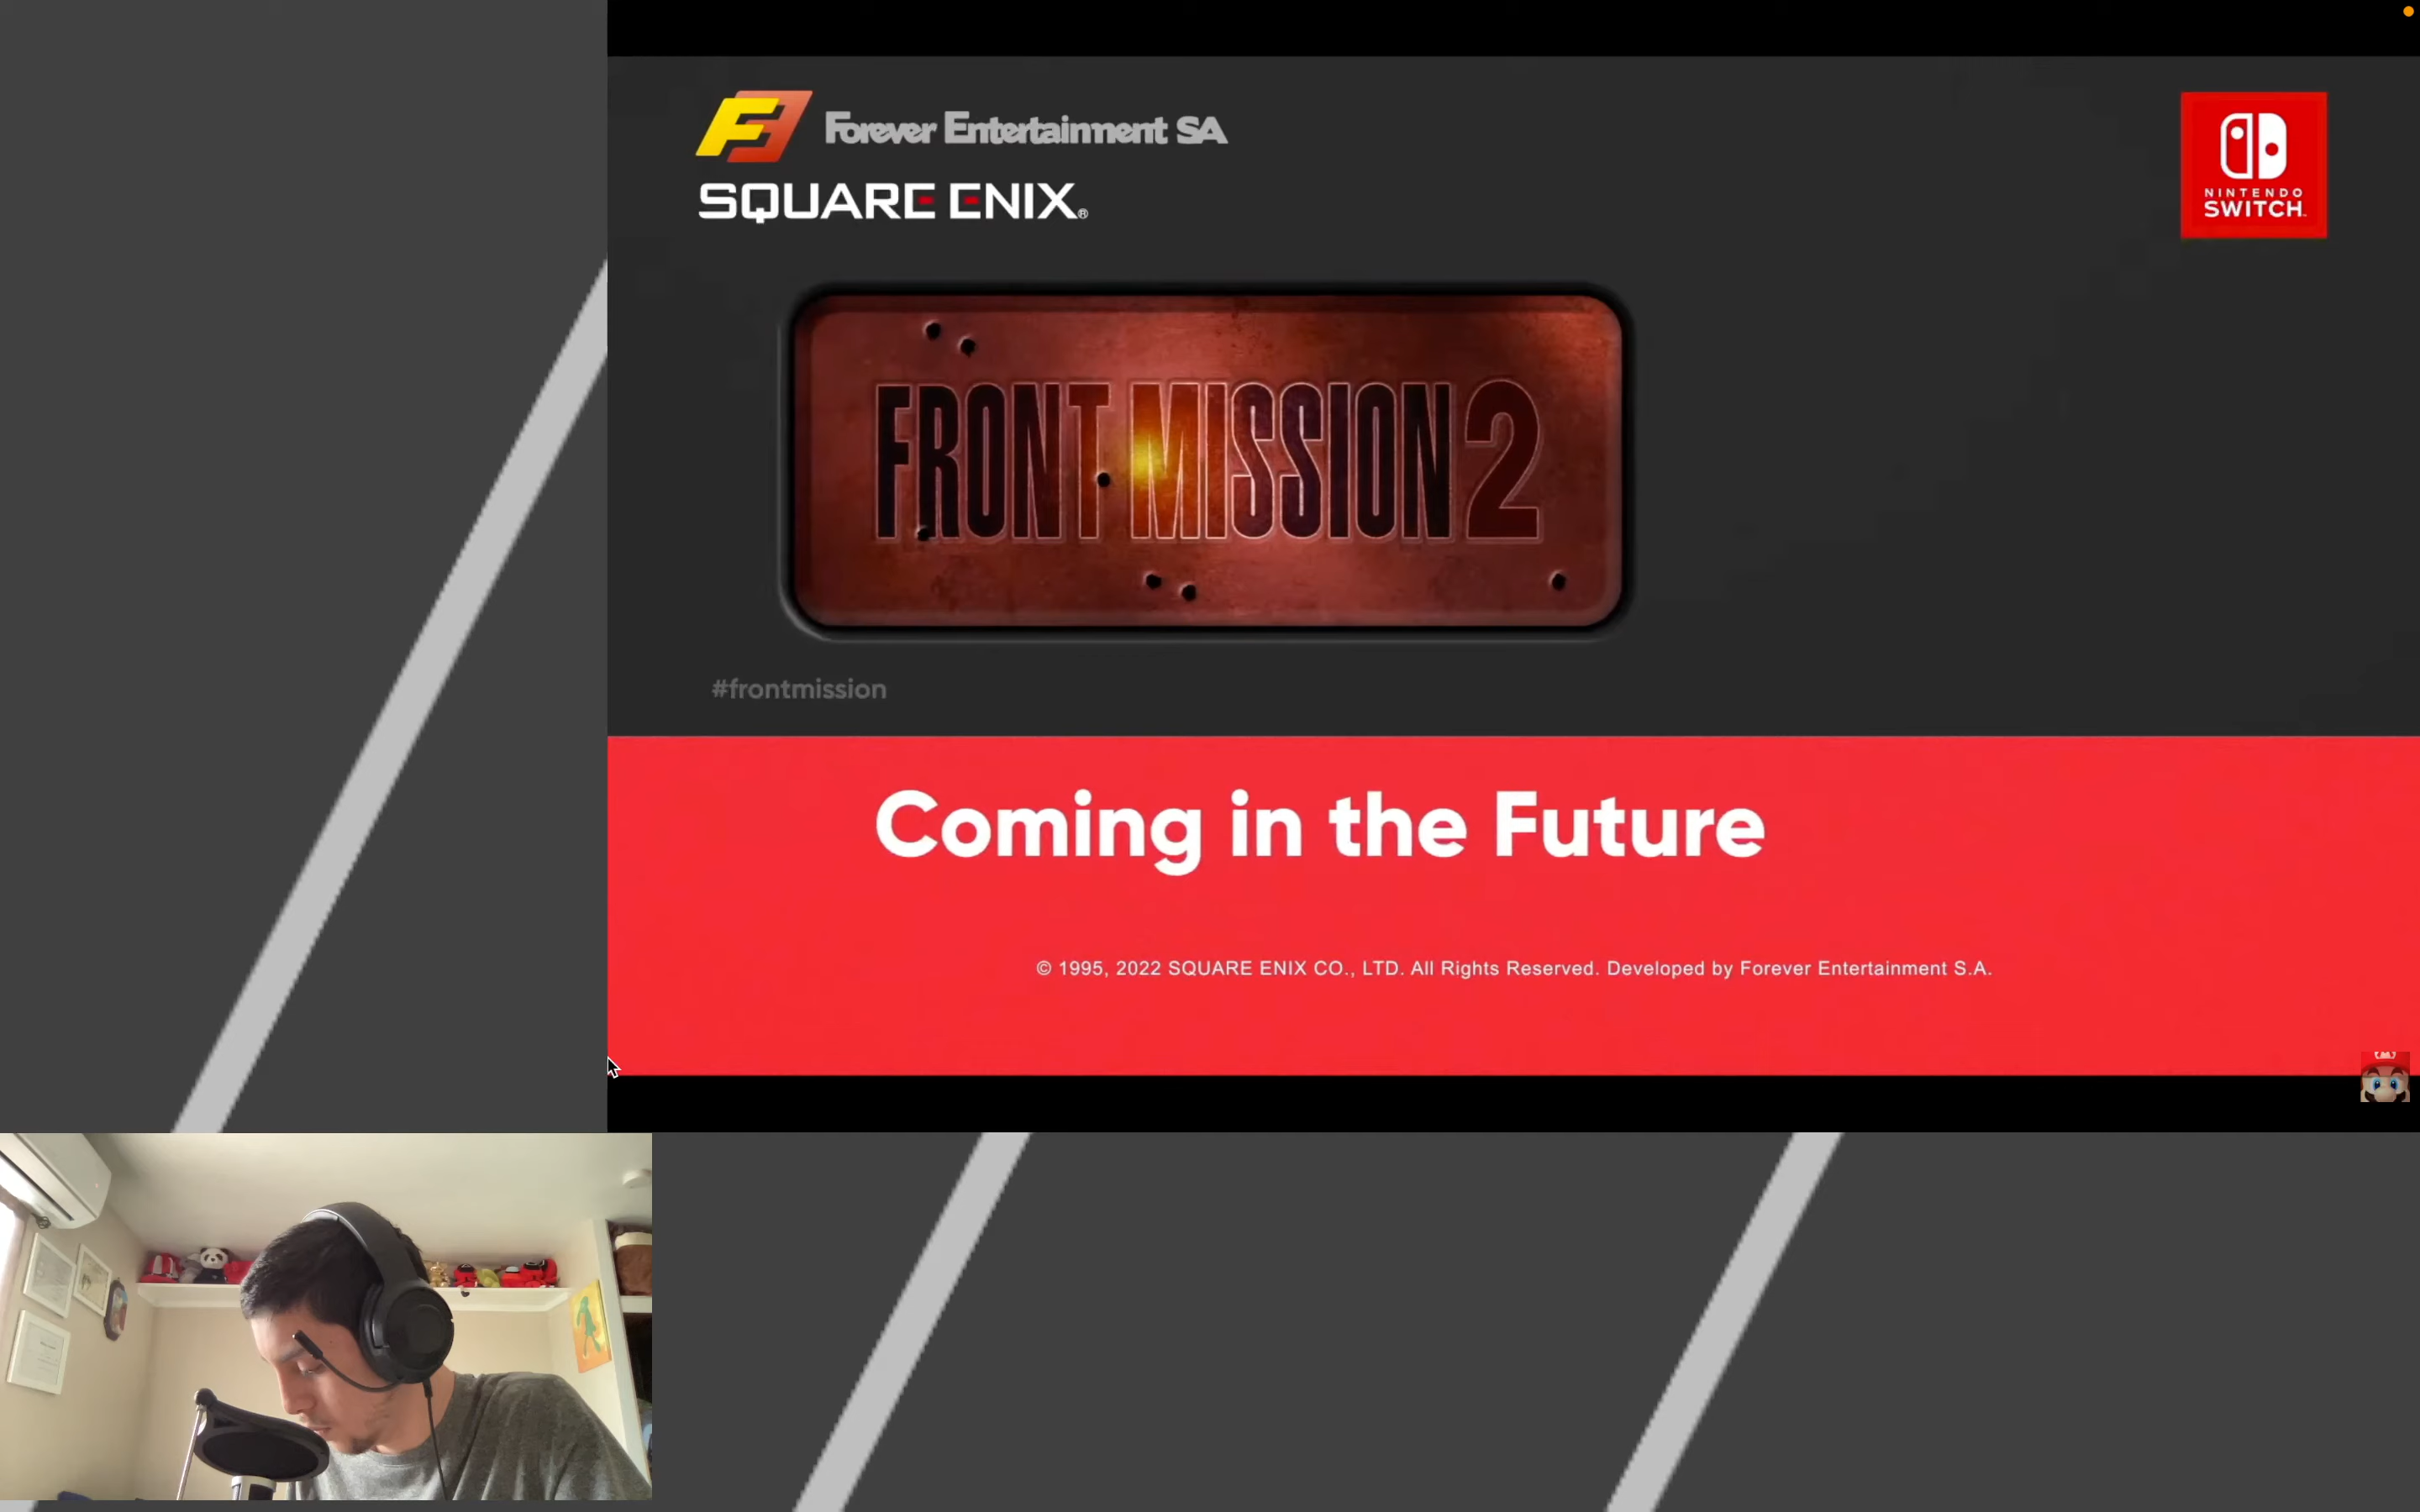 Forever Entertainment SA
SQUARE ENIX®
NINTENDO
SWITCH™
FRONT MISSION 2
#frontmission
Coming in the Future
© 1995, 2022 SQUARE ENIX CO., LTD. All Rights Reserved. Developed by Forever Entertainment S.A.